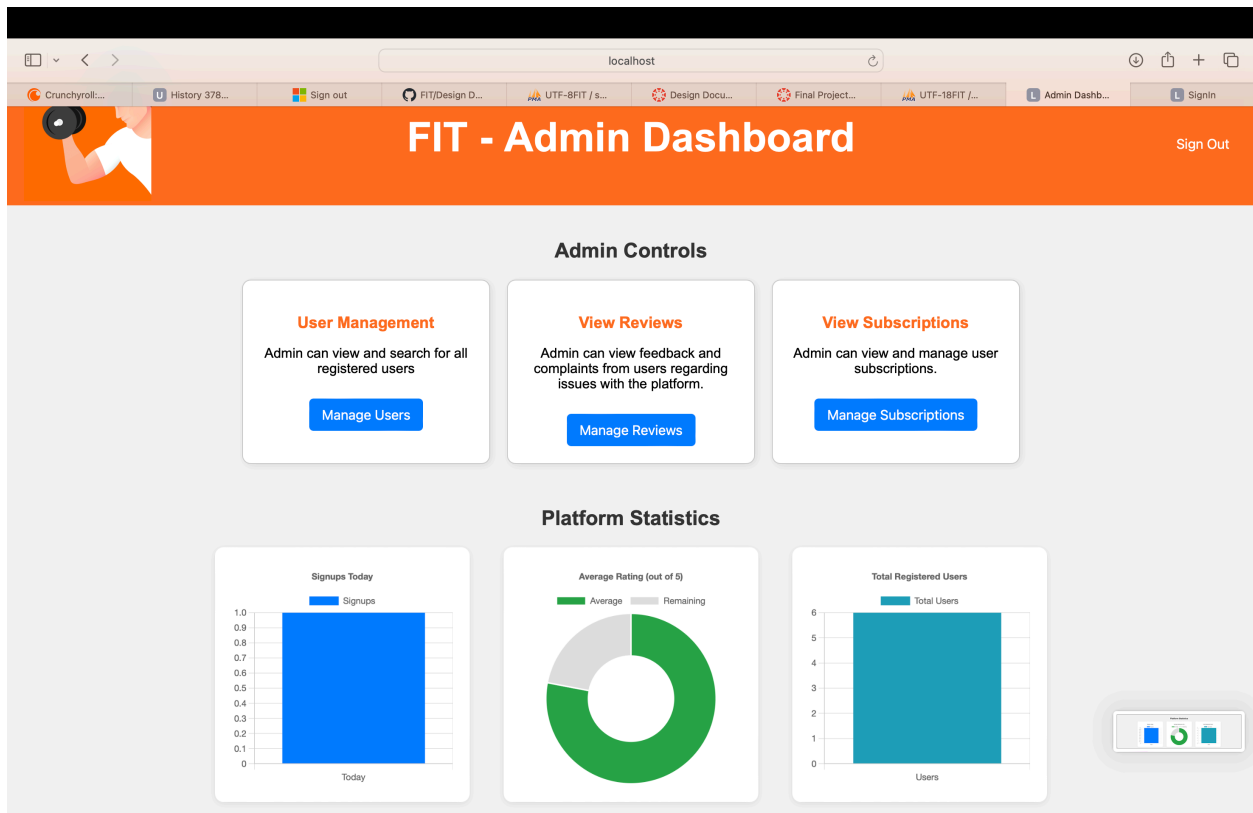 localhost
Crunchyroll:...
U History 378...
Sign out
FIT/Design D...
PMA UTF-8FIT / s...
Design Docu...
Final Project...
PMA UTF-18FIT /...
L Admin Dashb...
L SignIn
FIT - Admin Dashboard
Sign Out
Admin Controls
User Management
Admin can view and search for all
registered users
Manage Users
View Reviews
Admin can view feedback and
complaints from users regarding
issues with the platform.
Manage Reviews
View Subscriptions
Admin can view and manage user
subscriptions.
Manage Subscriptions
Platform Statistics
Signups Today
Signups
1.0
0.9
0.8
0.7
0.6
0.5
0.4
0.3
0.2
0.1
0
Today
Average Rating (out of 5)
Average Remaining
Total Registered Users
Total Users
6
5
4
3
2
1
0
Users